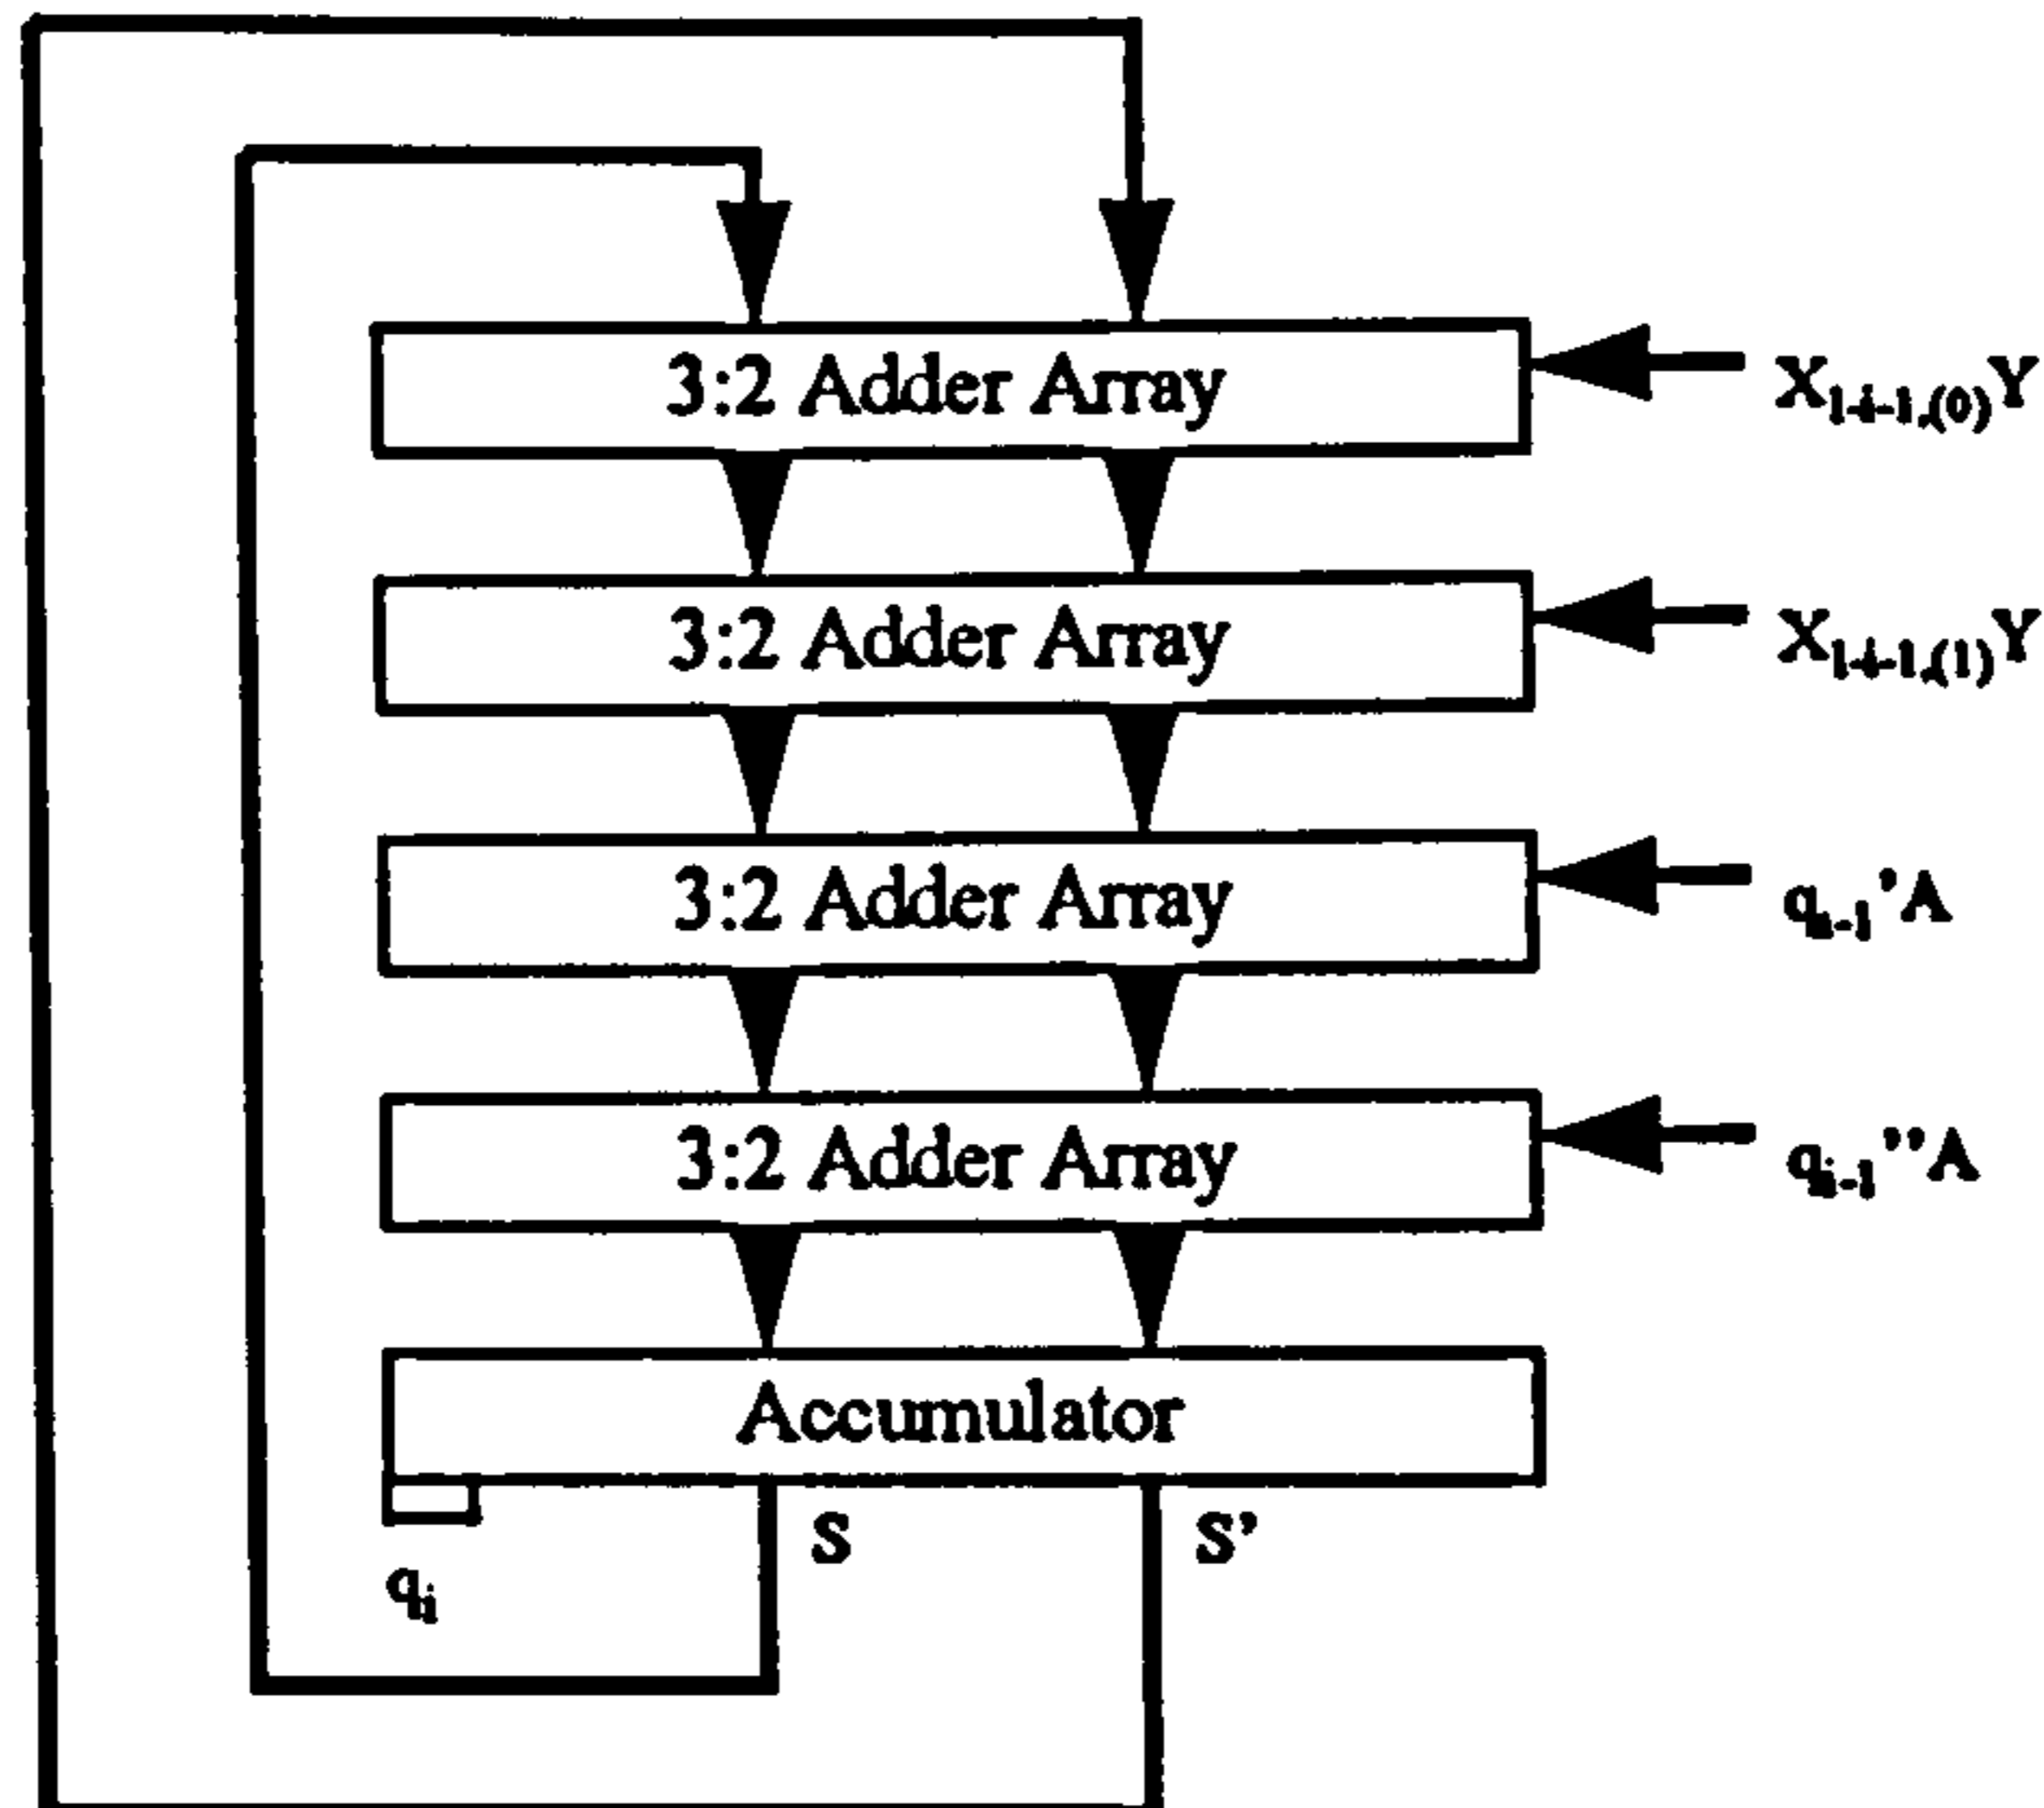 3:2 Adder Array
X_{l-i-1,(0)}Y
3:2 Adder Array
X_{l-i-1,(1)}Y
3:2 Adder Array
q_{i-1}'A
3:2 Adder Array
q_{i-1}''A
Accumulator
S
S'
q_i